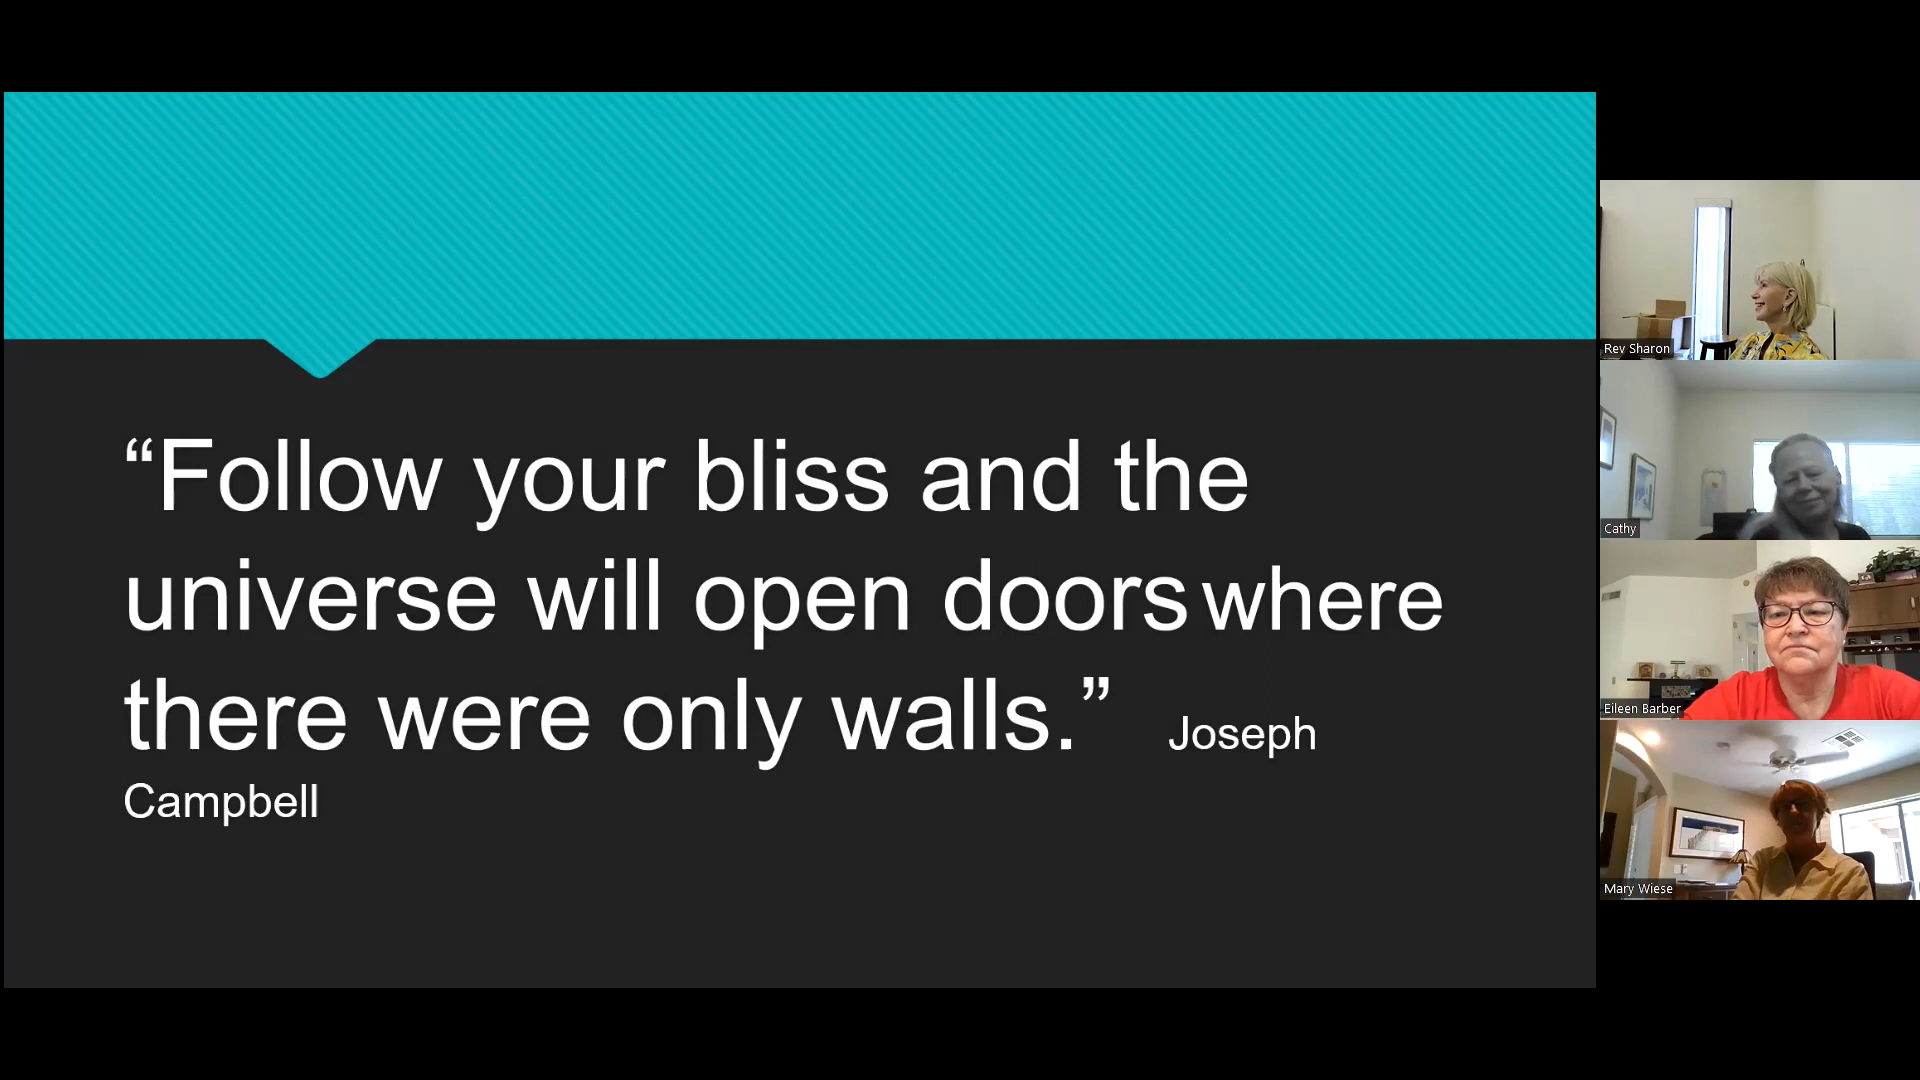 “Follow your bliss and the
universe will open doors where
there were only walls.” Joseph
Campbell
Rev Sharon
Cathy
Eileen Barber
Mary Wiese